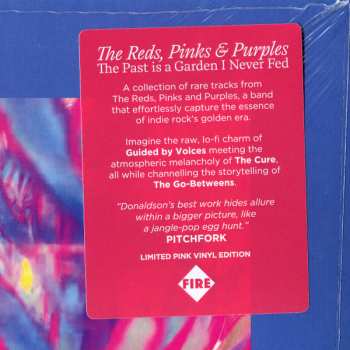 The Reds, Pinks & Purples
The Past is a Garden I Never Fed
A collection of rare tracks from
The Reds, Pinks and Purples, a band
that effortlessly capture the essence
of indie rock's golden era.
Imagine the raw, lo-fi charm of
Guided by Voices meeting the
atmospheric melancholy of The Cure,
all while channelling the storytelling of
The Go-Betweens.
"Donaldson's best work hides allure
within a bigger picture, like
a jangle-pop egg hunt."
PITCHFORK
LIMITED PINK VINYL EDITION
FIRE